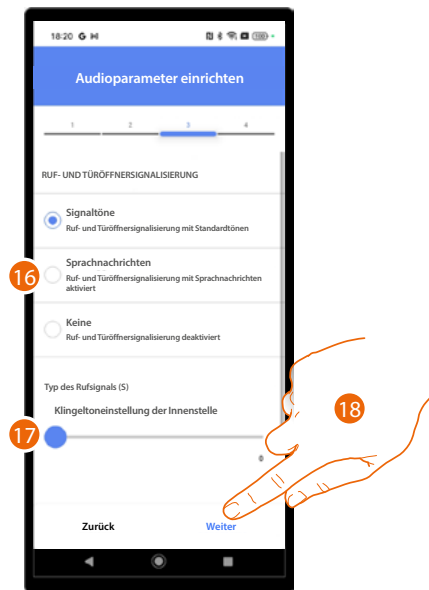 18:20 G
100
Audioparameter einrichten
1 2 3 4
RUF- UND TÜRÖFFNERSIGNALISIERUNG
Signaltöne
Ruf- und Türöffnersignalisierung mit Standardtönen
16
Sprachnachrichten
Ruf- und Türöffnersignalisierung mit Sprachnachrichten
aktiviert
Keine
Ruf- und Türöffnersignalisierung deaktiviert
Typ des Rufsignals (S)
Klingeltoneinstellung der Innenstelle
17
18
0
Zurück Weiter